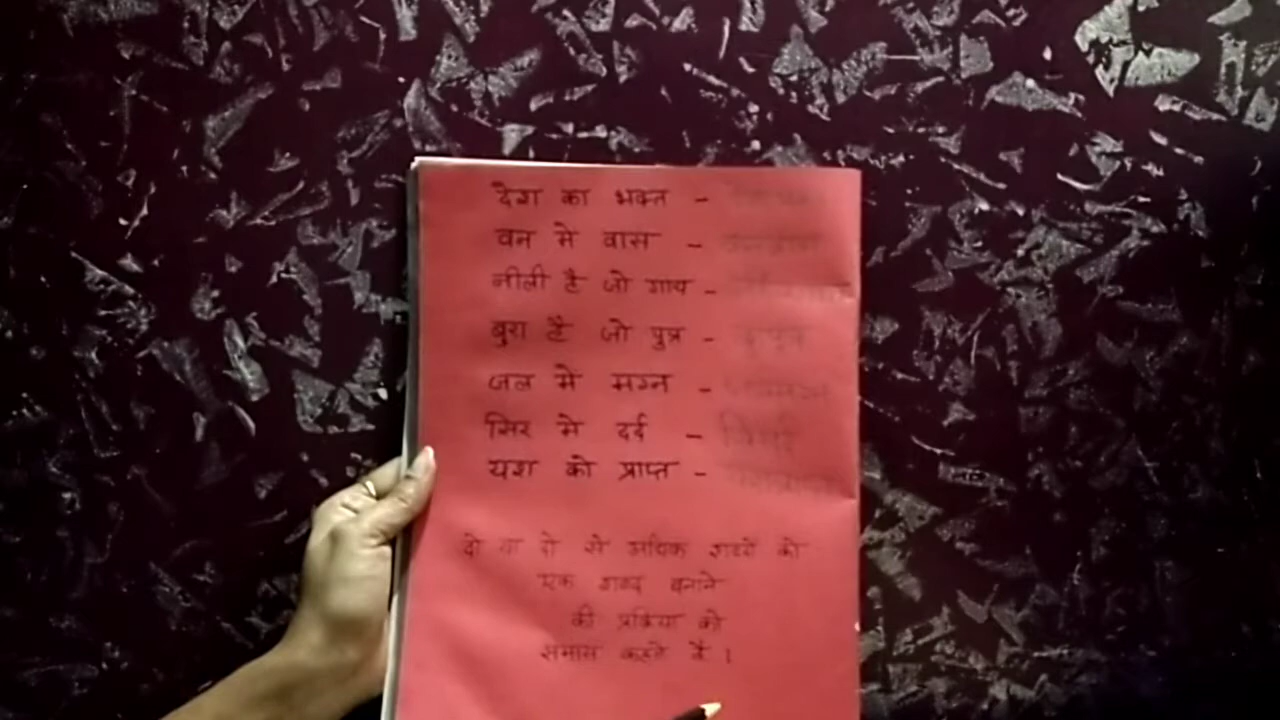 देश का भक्त -
वन मे वास -
नीली है जो गाय -
बुरा है जो पुत्र -
जल मे मग्न -
सिर मे दर्द -
यश को प्राप्त -
दो या दो से अधिक शब्दों को
एक शब्द बनाने
की प्रक्रिया को
समास कहते हैं ।